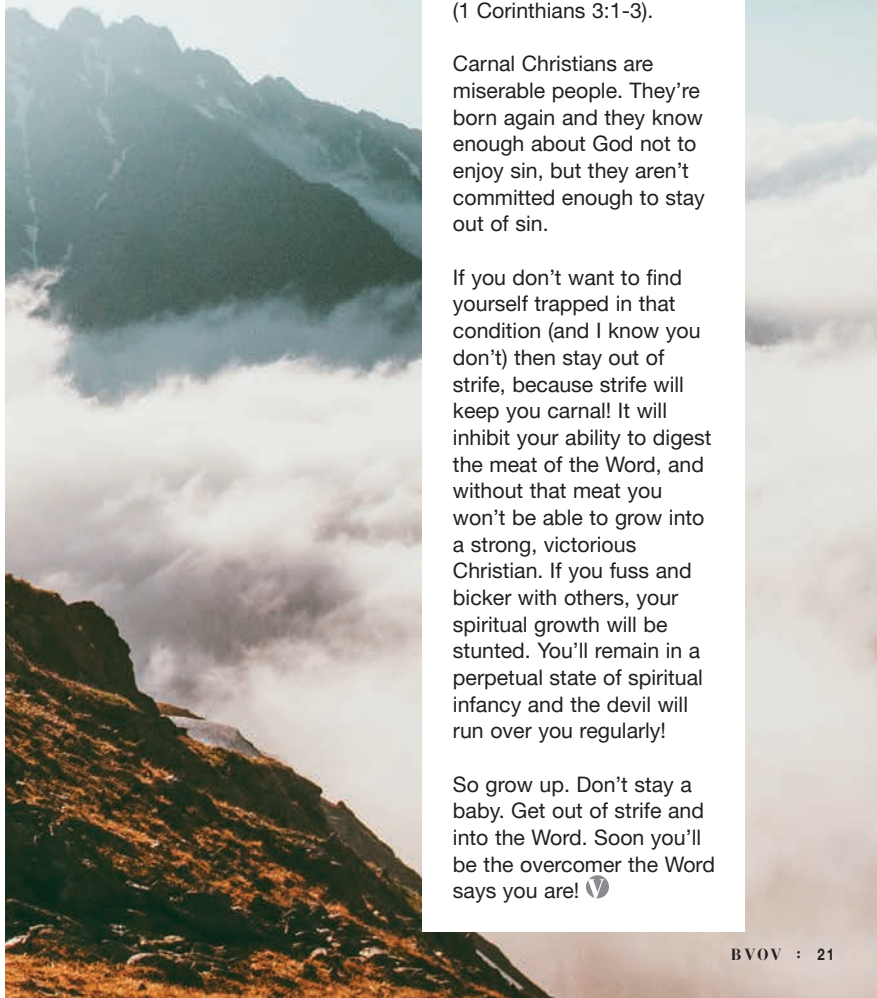 (1 Corinthians 3:1-3).
Carnal Christians are
miserable people. They’re
born again and they know
enough about God not to
enjoy sin, but they aren’t
committed enough to stay
out of sin.
If you don’t want to find
yourself trapped in that
condition (and I know you
don’t) then stay out of
strife, because strife will
keep you carnal! It will
inhibit your ability to digest
the meat of the Word, and
without that meat you
won’t be able to grow into
a strong, victorious
Christian. If you fuss and
bicker with others, your
spiritual growth will be
stunted. You’ll remain in a
perpetual state of spiritual
infancy and the devil will
run over you regularly!
So grow up. Don’t stay a
baby. Get out of strife and
into the Word. Soon you’ll
be the overcomer the Word
says you are! V
BVOV : 21